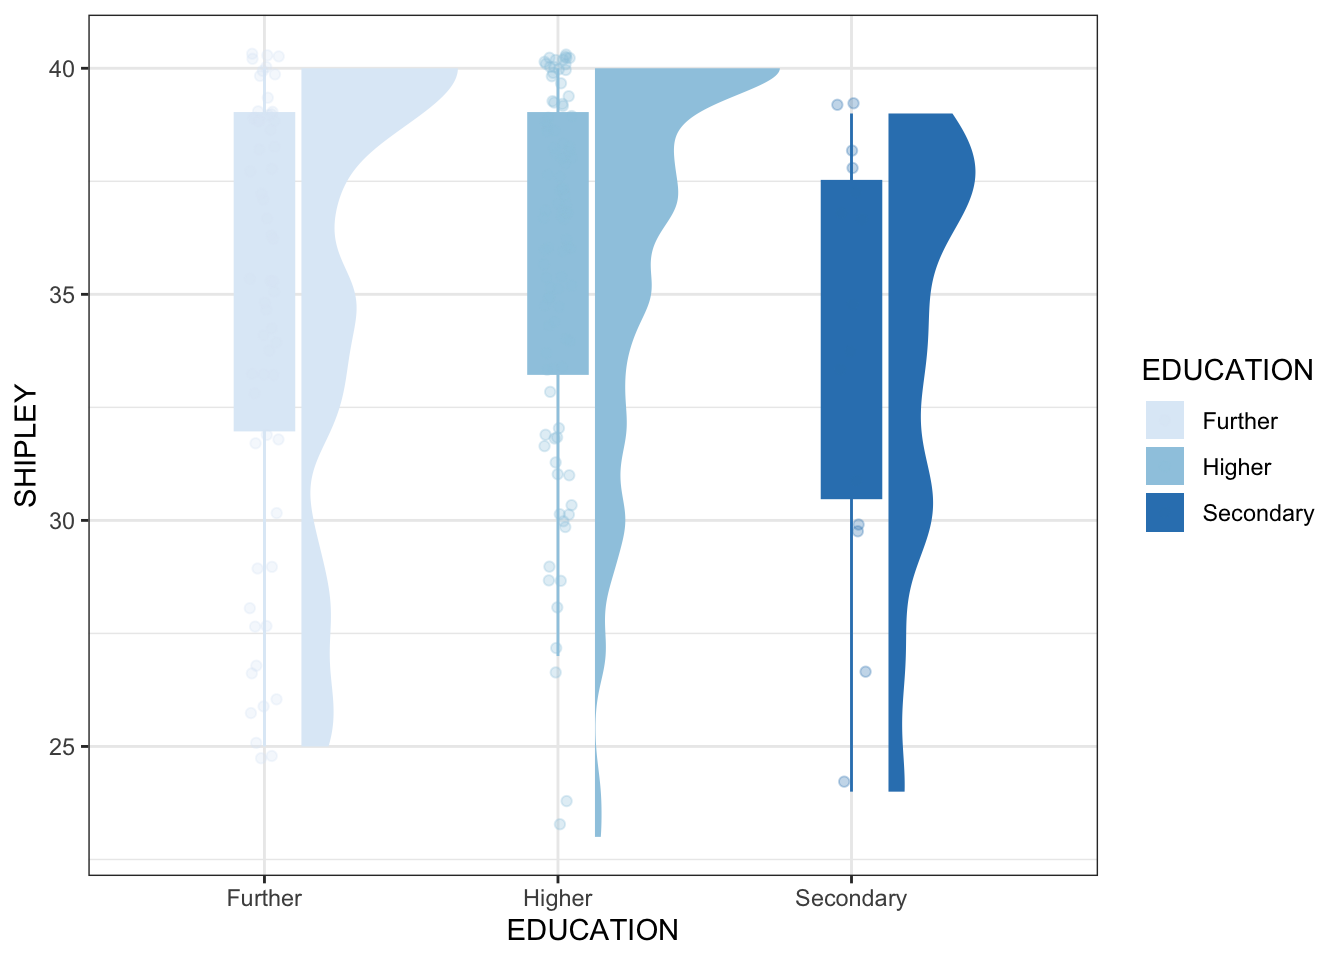 40
35
30
25
SHIPLEY
Further
Higher
Secondary
EDUCATION
EDUCATION
Further
Higher
Secondary